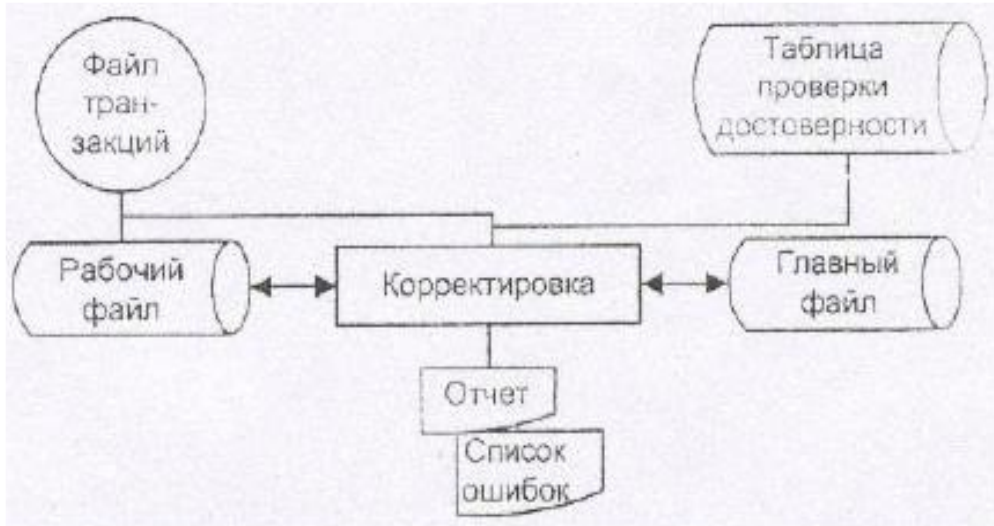 Файл
тран-
закций
Таблица
проверки
достоверности
Рабочий
файл
Корректировка
Главный
файл
Отчет
Список
ошибок